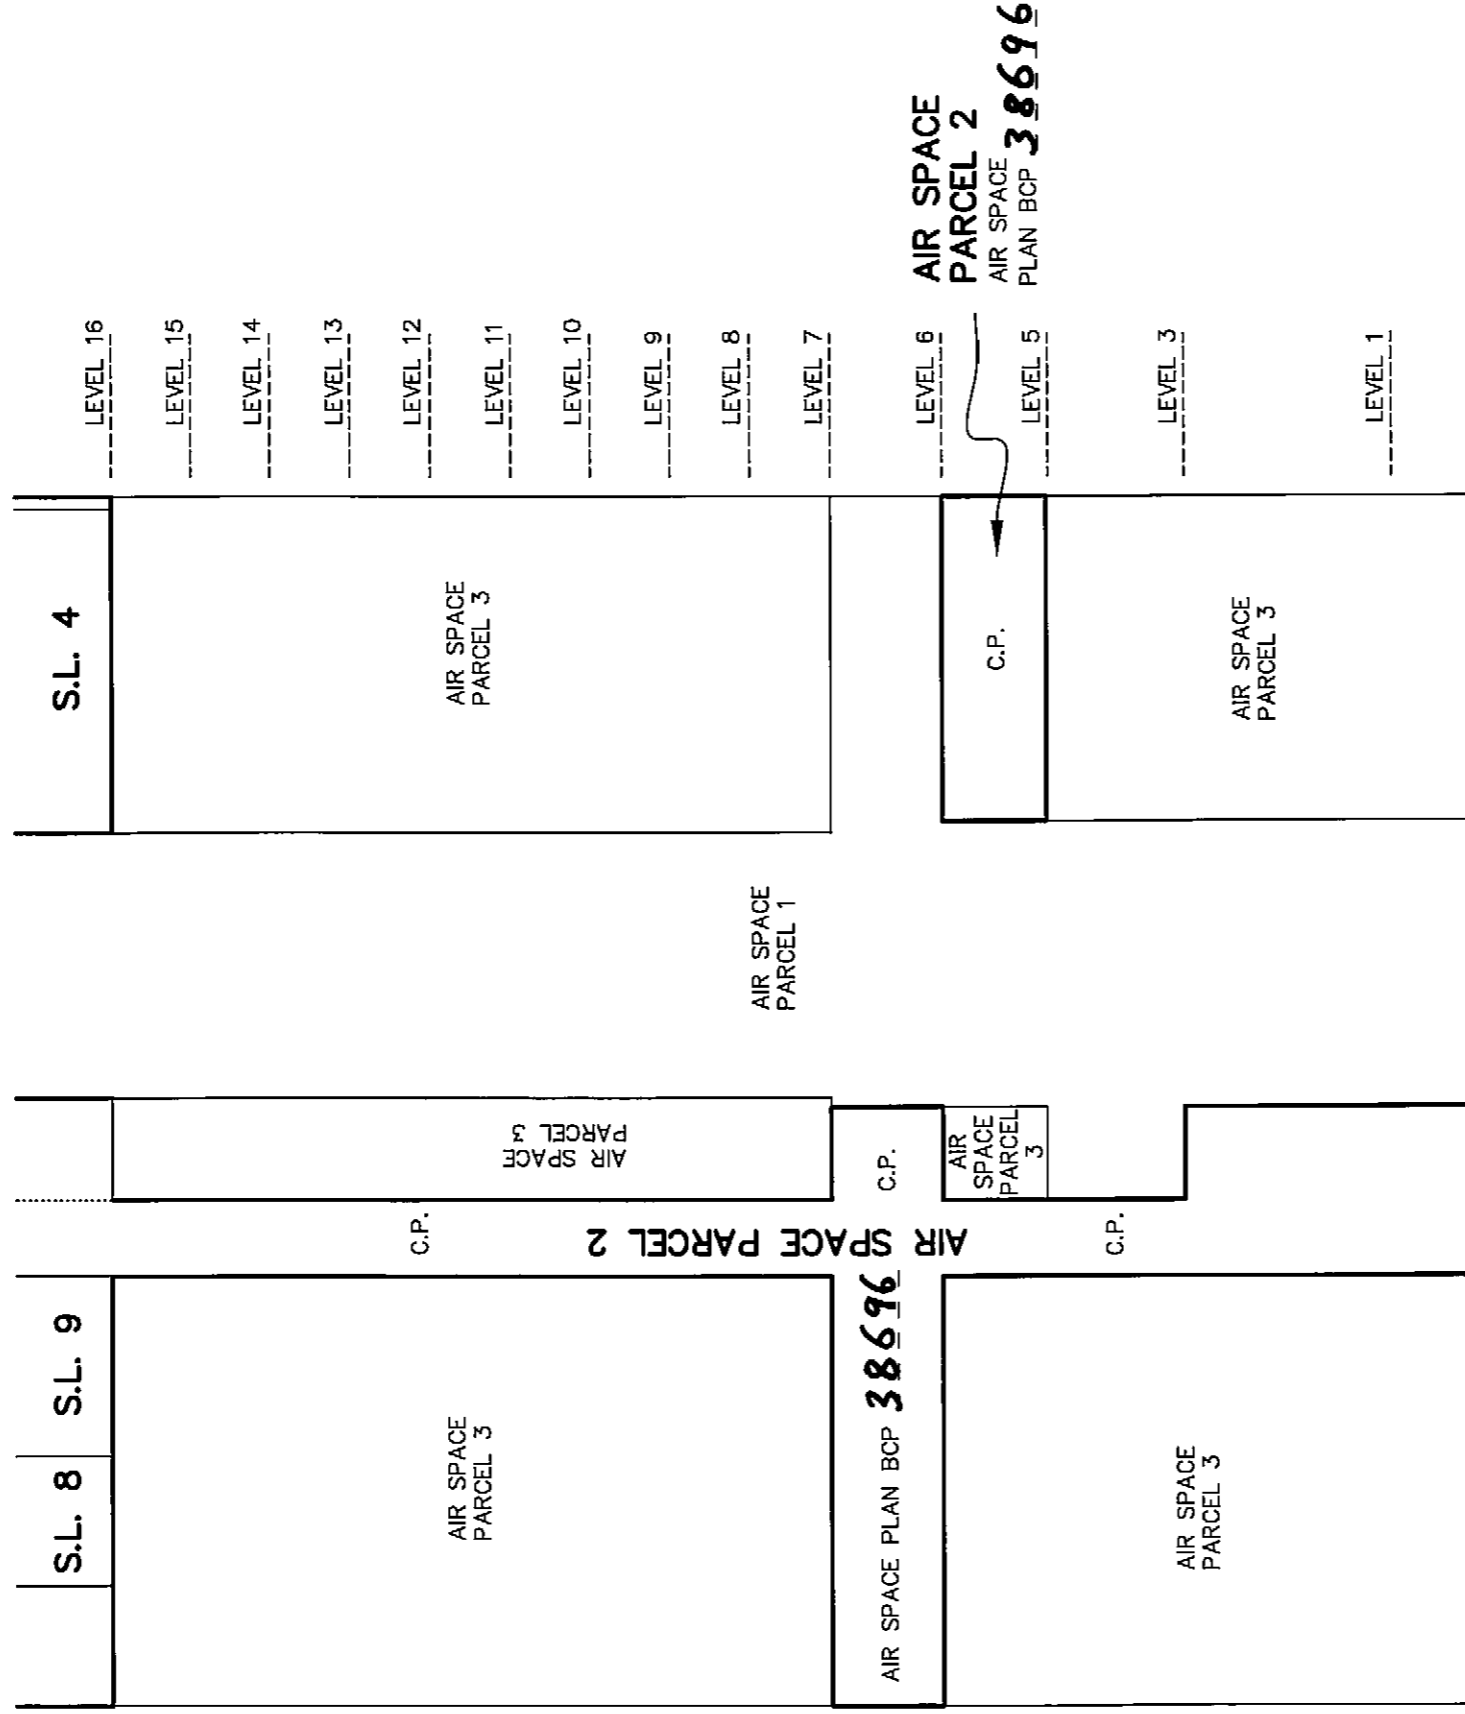 S.L. 8
S.L. 9
S.L. 4
LEVEL 16
LEVEL 15
LEVEL 14
LEVEL 13
LEVEL 12
LEVEL 11
LEVEL 10
LEVEL 9
LEVEL 8
LEVEL 7
LEVEL 6
LEVEL 5
LEVEL 3
LEVEL 1
AIR SPACE
PARCEL 3
C.P.
AIR SPACE
PARCEL 3
AIR SPACE
PARCEL 3
AIR SPACE
PARCEL 1
AIR SPACE PARCEL 2
AIR SPACE PLAN BCP 38696
C.P.
AIR
SPACE
PARCEL
3
C.P.
AIR SPACE
PARCEL 2
AIR SPACE
PLAN BCP 38696
AIR SPACE
PARCEL 3
C.P.
AIR SPACE
PARCEL 3